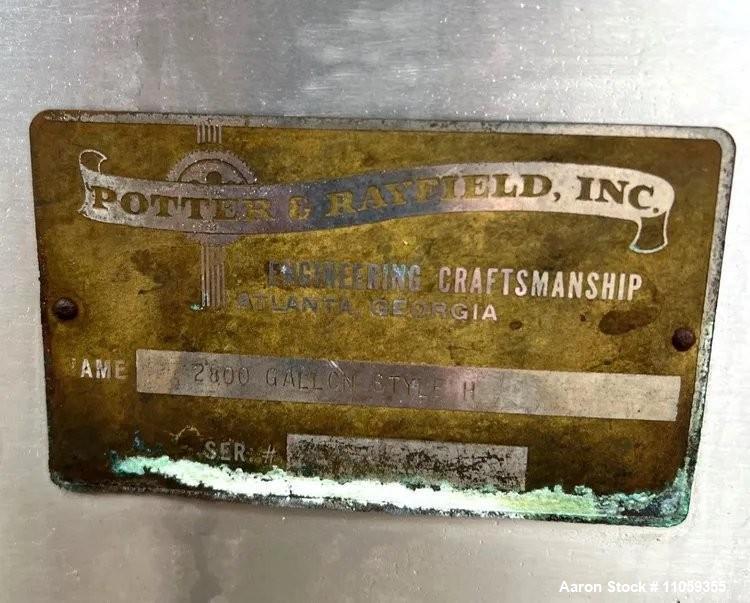 POTTER & RAYFIELD, INC.
ENGINEERING CRAFTSMANSHIP
ATLANTA, GEORGIA
AME 2800 GALLON STYLE H
SER. #
Aaron Stock # 11059355